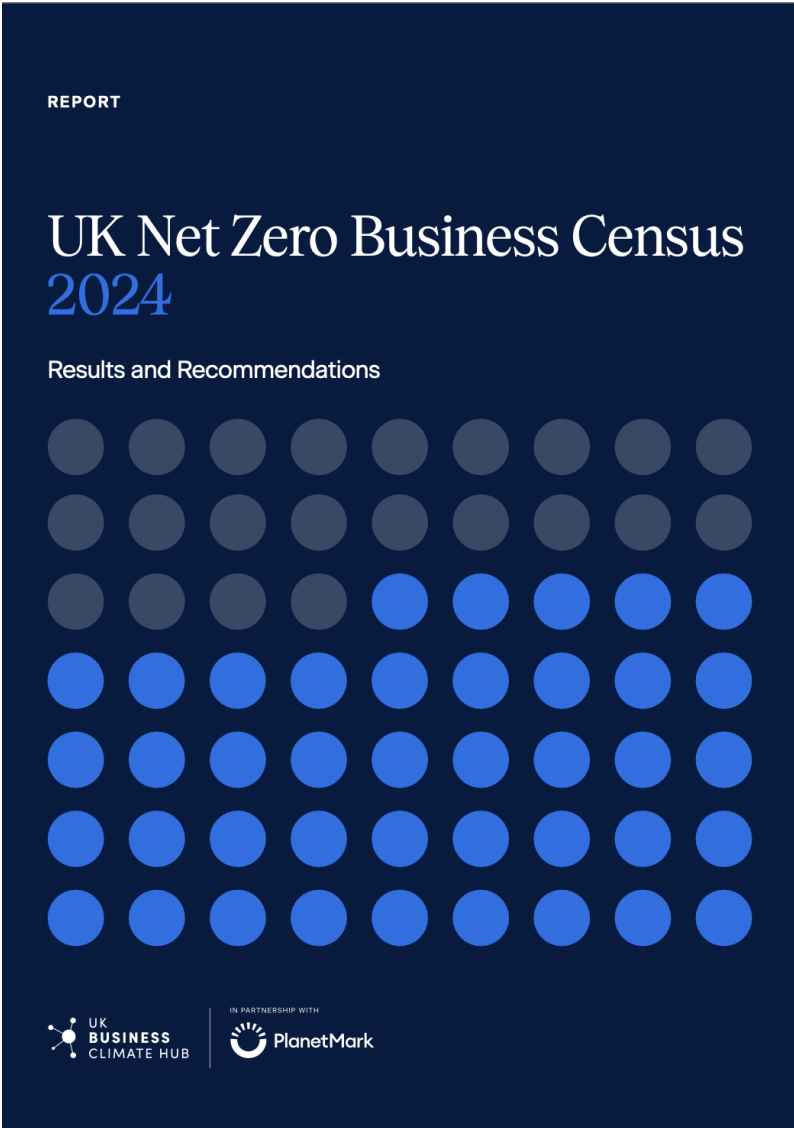 REPORT
UK Net Zero Business Census
2024
Results and Recommendations
UK
BUSINESS
CLIMATE HUB
IN PARTNERSHIP WITH
PlanetMark